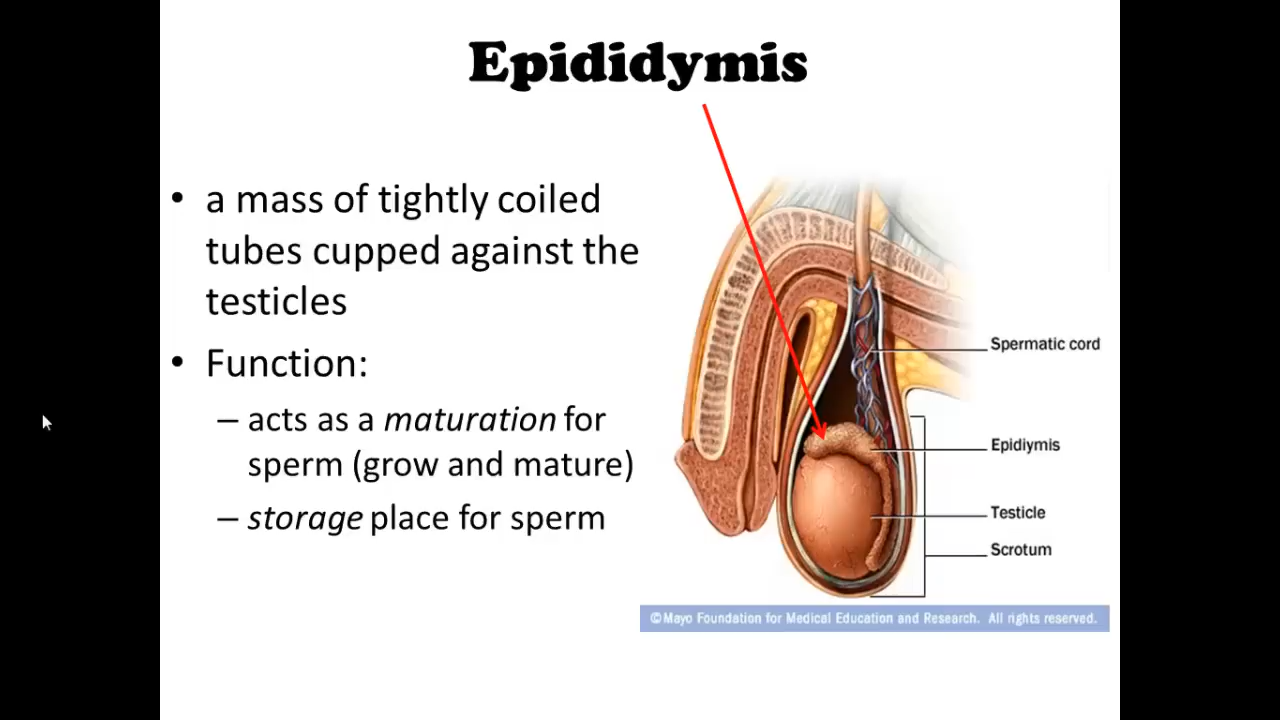 Epididymis
• a mass of tightly coiled
tubes cupped against the
testicles
• Function:
– acts as a maturation for
sperm (grow and mature)
– storage place for sperm
Spermatic cord
Epidiymis
Testicle
Scrotum
©Mayo Foundation for Medical Education and Research. All rights reserved.